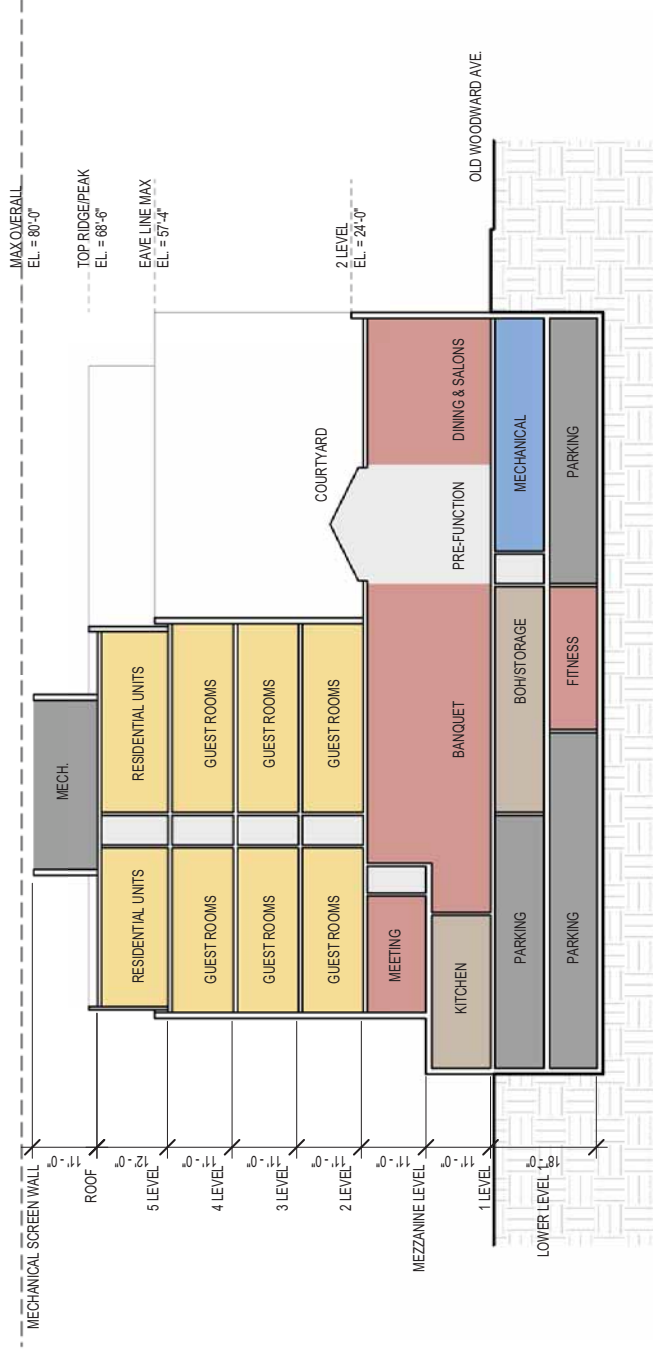 MAX OVERALL
EL. = 80'-0"
TOP RIDGE/PEAK
EL. = 68'-6"
EAVE LINE MAX
EL. = 57'-4"
2 LEVEL
EL. = 24'-0"
OLD WOODWARD AVE.
MECHANICAL SCREEN WALL
11'-0"
ROOF
12'-0"
5 LEVEL
11'-0"
4 LEVEL
11'-0"
3 LEVEL
11'-0"
2 LEVEL
11'-0"
MEZZANINE LEVEL
11'-0"
1 LEVEL
18'-0"
LOWER LEVEL 1
MECH.
RESIDENTIAL UNITS
RESIDENTIAL UNITS
GUEST ROOMS
GUEST ROOMS
GUEST ROOMS
GUEST ROOMS
GUEST ROOMS
GUEST ROOMS
COURTYARD
MEETING
KITCHEN
BANQUET
PRE-FUNCTION
DINING & SALONS
PARKING
BOH/STORAGE
MECHANICAL
PARKING
FITNESS
PARKING